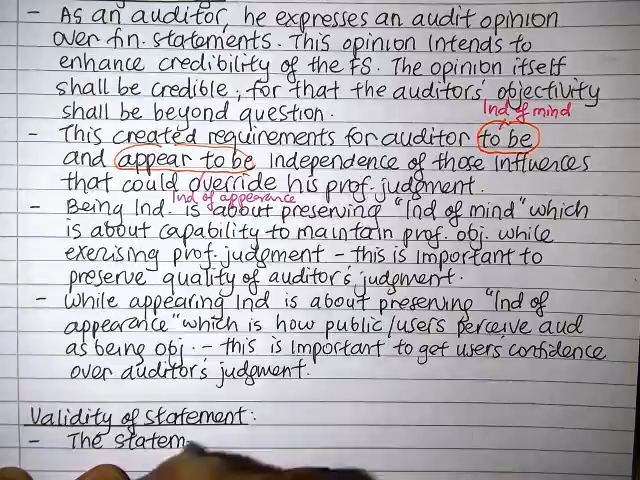 - As an auditor, he expresses an audit opinion
over fin. statements. This opinion intends to
enhance credibility of the FS. The opinion itself
shall be credible, for that the auditors' objectivity
shall be beyond question.
Ind of mind
- This created requirements for auditor to be
and appear to be independence of those influences
that could override his prof. judgment.
Ind of appearance
- Being Ind. is about preserving "Ind of mind" which
is about capability to maintain prof. obj. while
exerising prof. judgment - this is important to
preserve quality of auditor's judgment.
- While appearing Ind is about presening "Ind of
appearance" which is how public/users perceive aud
as being obj. - this is important to get users' confidence
over auditor's judgment.
Validity of statement:
- The statem